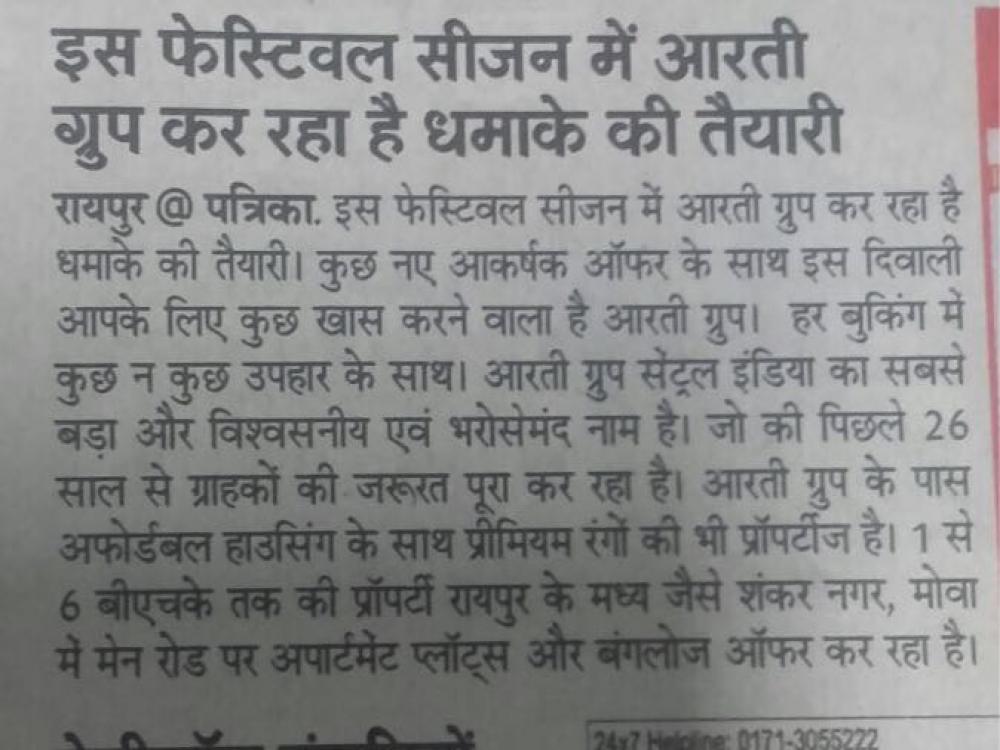 इस फेस्टिवल सीजन में आरती
ग्रुप कर रहा है धमाके की तैयारी
रायपुर @ पत्रिका. इस फेस्टिवल सीजन में आरती ग्रुप कर रहा है
धमाके की तैयारी। कुछ नए आकर्षक ऑफर के साथ इस दिवाली
आपके लिए कुछ खास करने वाला है आरती ग्रुप। हर बुकिंग में
कुछ न कुछ उपहार के साथ। आरती ग्रुप सेंट्रल इंडिया का सबसे
बड़ा और विश्वसनीय एवं भरोसेमंद नाम है। जो की पिछले 26
साल से ग्राहकों की जरूरत पूरा कर रहा है। आरती ग्रुप के पास
अफोर्डबल हाउसिंग के साथ प्रीमियम रंगों की भी प्रॉपर्टीज है। 1 से
6 बीएचके तक की प्रॉपर्टी रायपुर के मध्य जैसे शंकर नगर, मोवा
में मेन रोड पर अपार्टमेंट प्लॉट्स और बंगलोज ऑफर कर रहा है।
24x7 Helpline: 0171-3055222